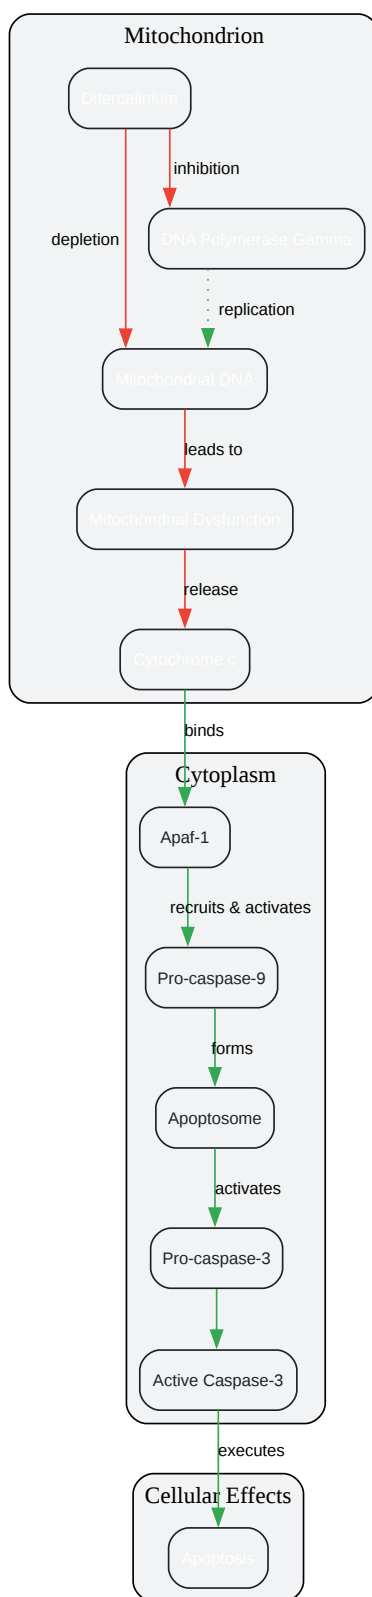 Mitochondrion
Ditercalinium
inhibition
DNA Polymerase Gamma
depletion
replication
Mitochondrial DNA
leads to
Mitochondrial Dysfunction
release
Cytochrome c
binds
Cytoplasm
Apaf-1
recruits & activates
Pro-caspase-9
forms
Apoptosome
activates
Pro-caspase-3
Active Caspase-3
executes
Cellular Effects
Apoptosis